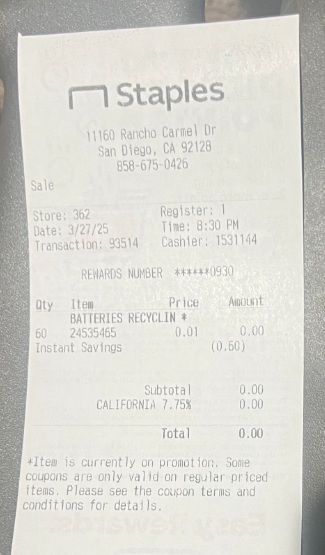 Staples
11160 Rancho Carmel Dr
San Diego, CA 92128
858-675-0426
Sale
Store: 362 Register: 1
Date: 3/27/25 Time: 8:30 PM
Transaction: 93514 Cashier: 1531144
REWARDS NUMBER ******0930
Qty Item Price Amount
BATTERIES RECYCLIN *
60 24535465 0.01 0.00
Instant Savings (0.60)
Subtotal 0.00
CALIFORNIA 7.75% 0.00
Total 0.00
*Item is currently on promotion. Some
coupons are only valid on regular priced
items. Please see the coupon terms and
conditions for details.